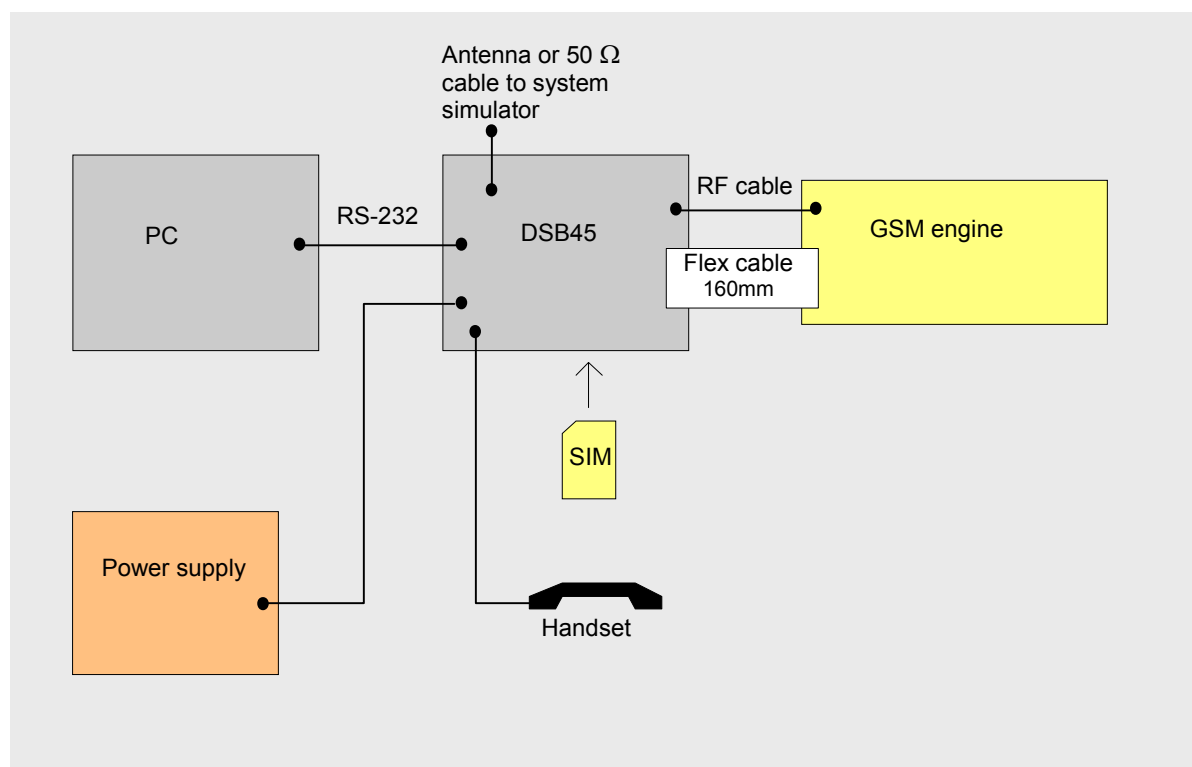 Antenna or 50 Ω
cable to system
simulator
PC
RS-232
DSB45
RF cable
GSM engine
Flex cable
160mm
SIM
Power supply
Handset